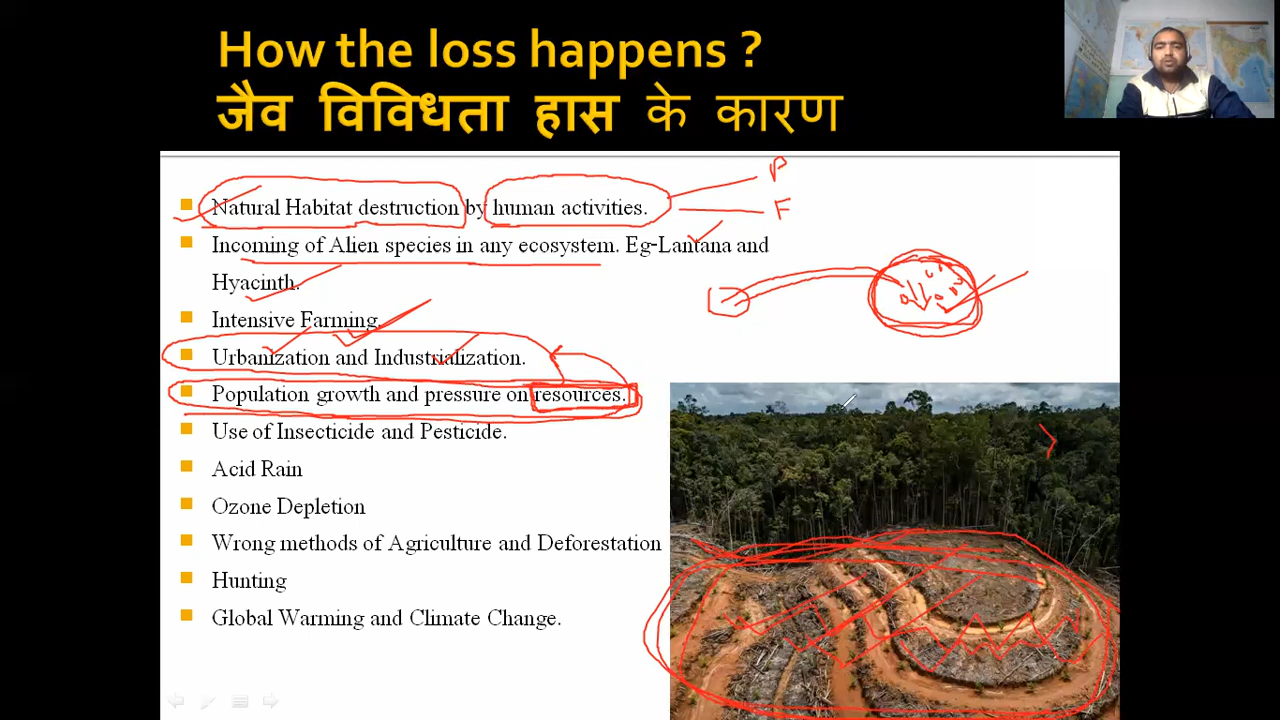 How the loss happens ?
जैव विविधता हास के कारण
Natural Habitat destruction by human activities.
P
F
Incoming of Alien species in any ecosystem. Eg-Lantana and
Hyacinth.
Intensive Farming.
Urbanization and Industrialization.
Population growth and pressure on resources.
Use of Insecticide and Pesticide.
Acid Rain
Ozone Depletion
Wrong methods of Agriculture and Deforestation
Hunting
Global Warming and Climate Change.